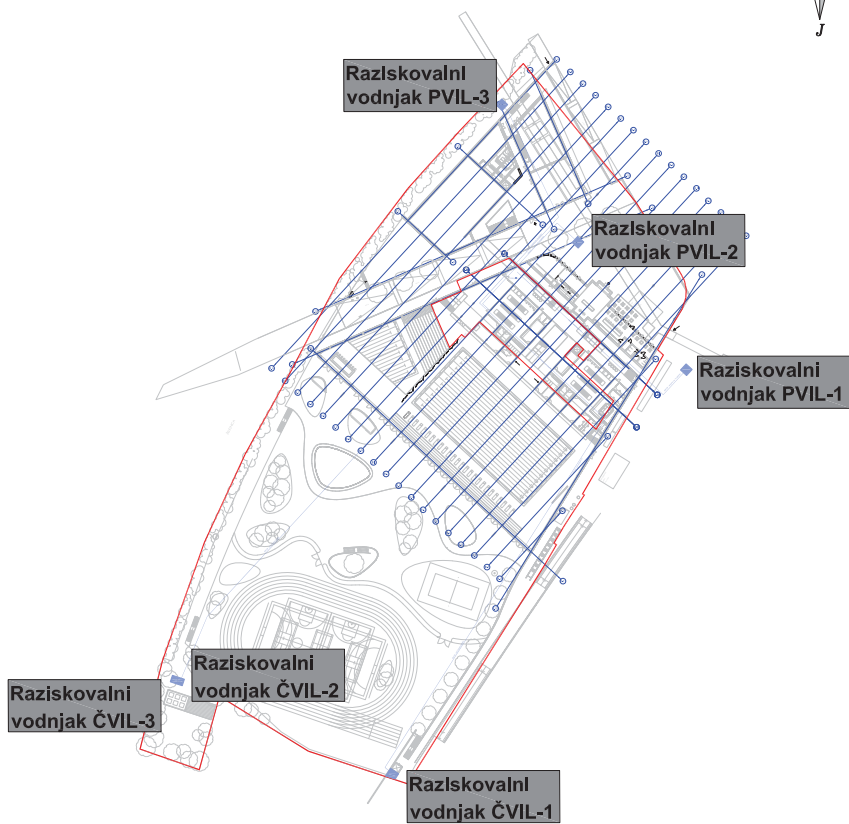 J
Raziskovalni
vodnjak PVIL-3
Raziskovalni
vodnjak PVIL-2
Raziskovalni
vodnjak PVIL-1
Raziskovalni
vodnjak ČVIL-2
Raziskovalni
vodnjak ČVIL-3
Raziskovalni
vodnjak ČVIL-1